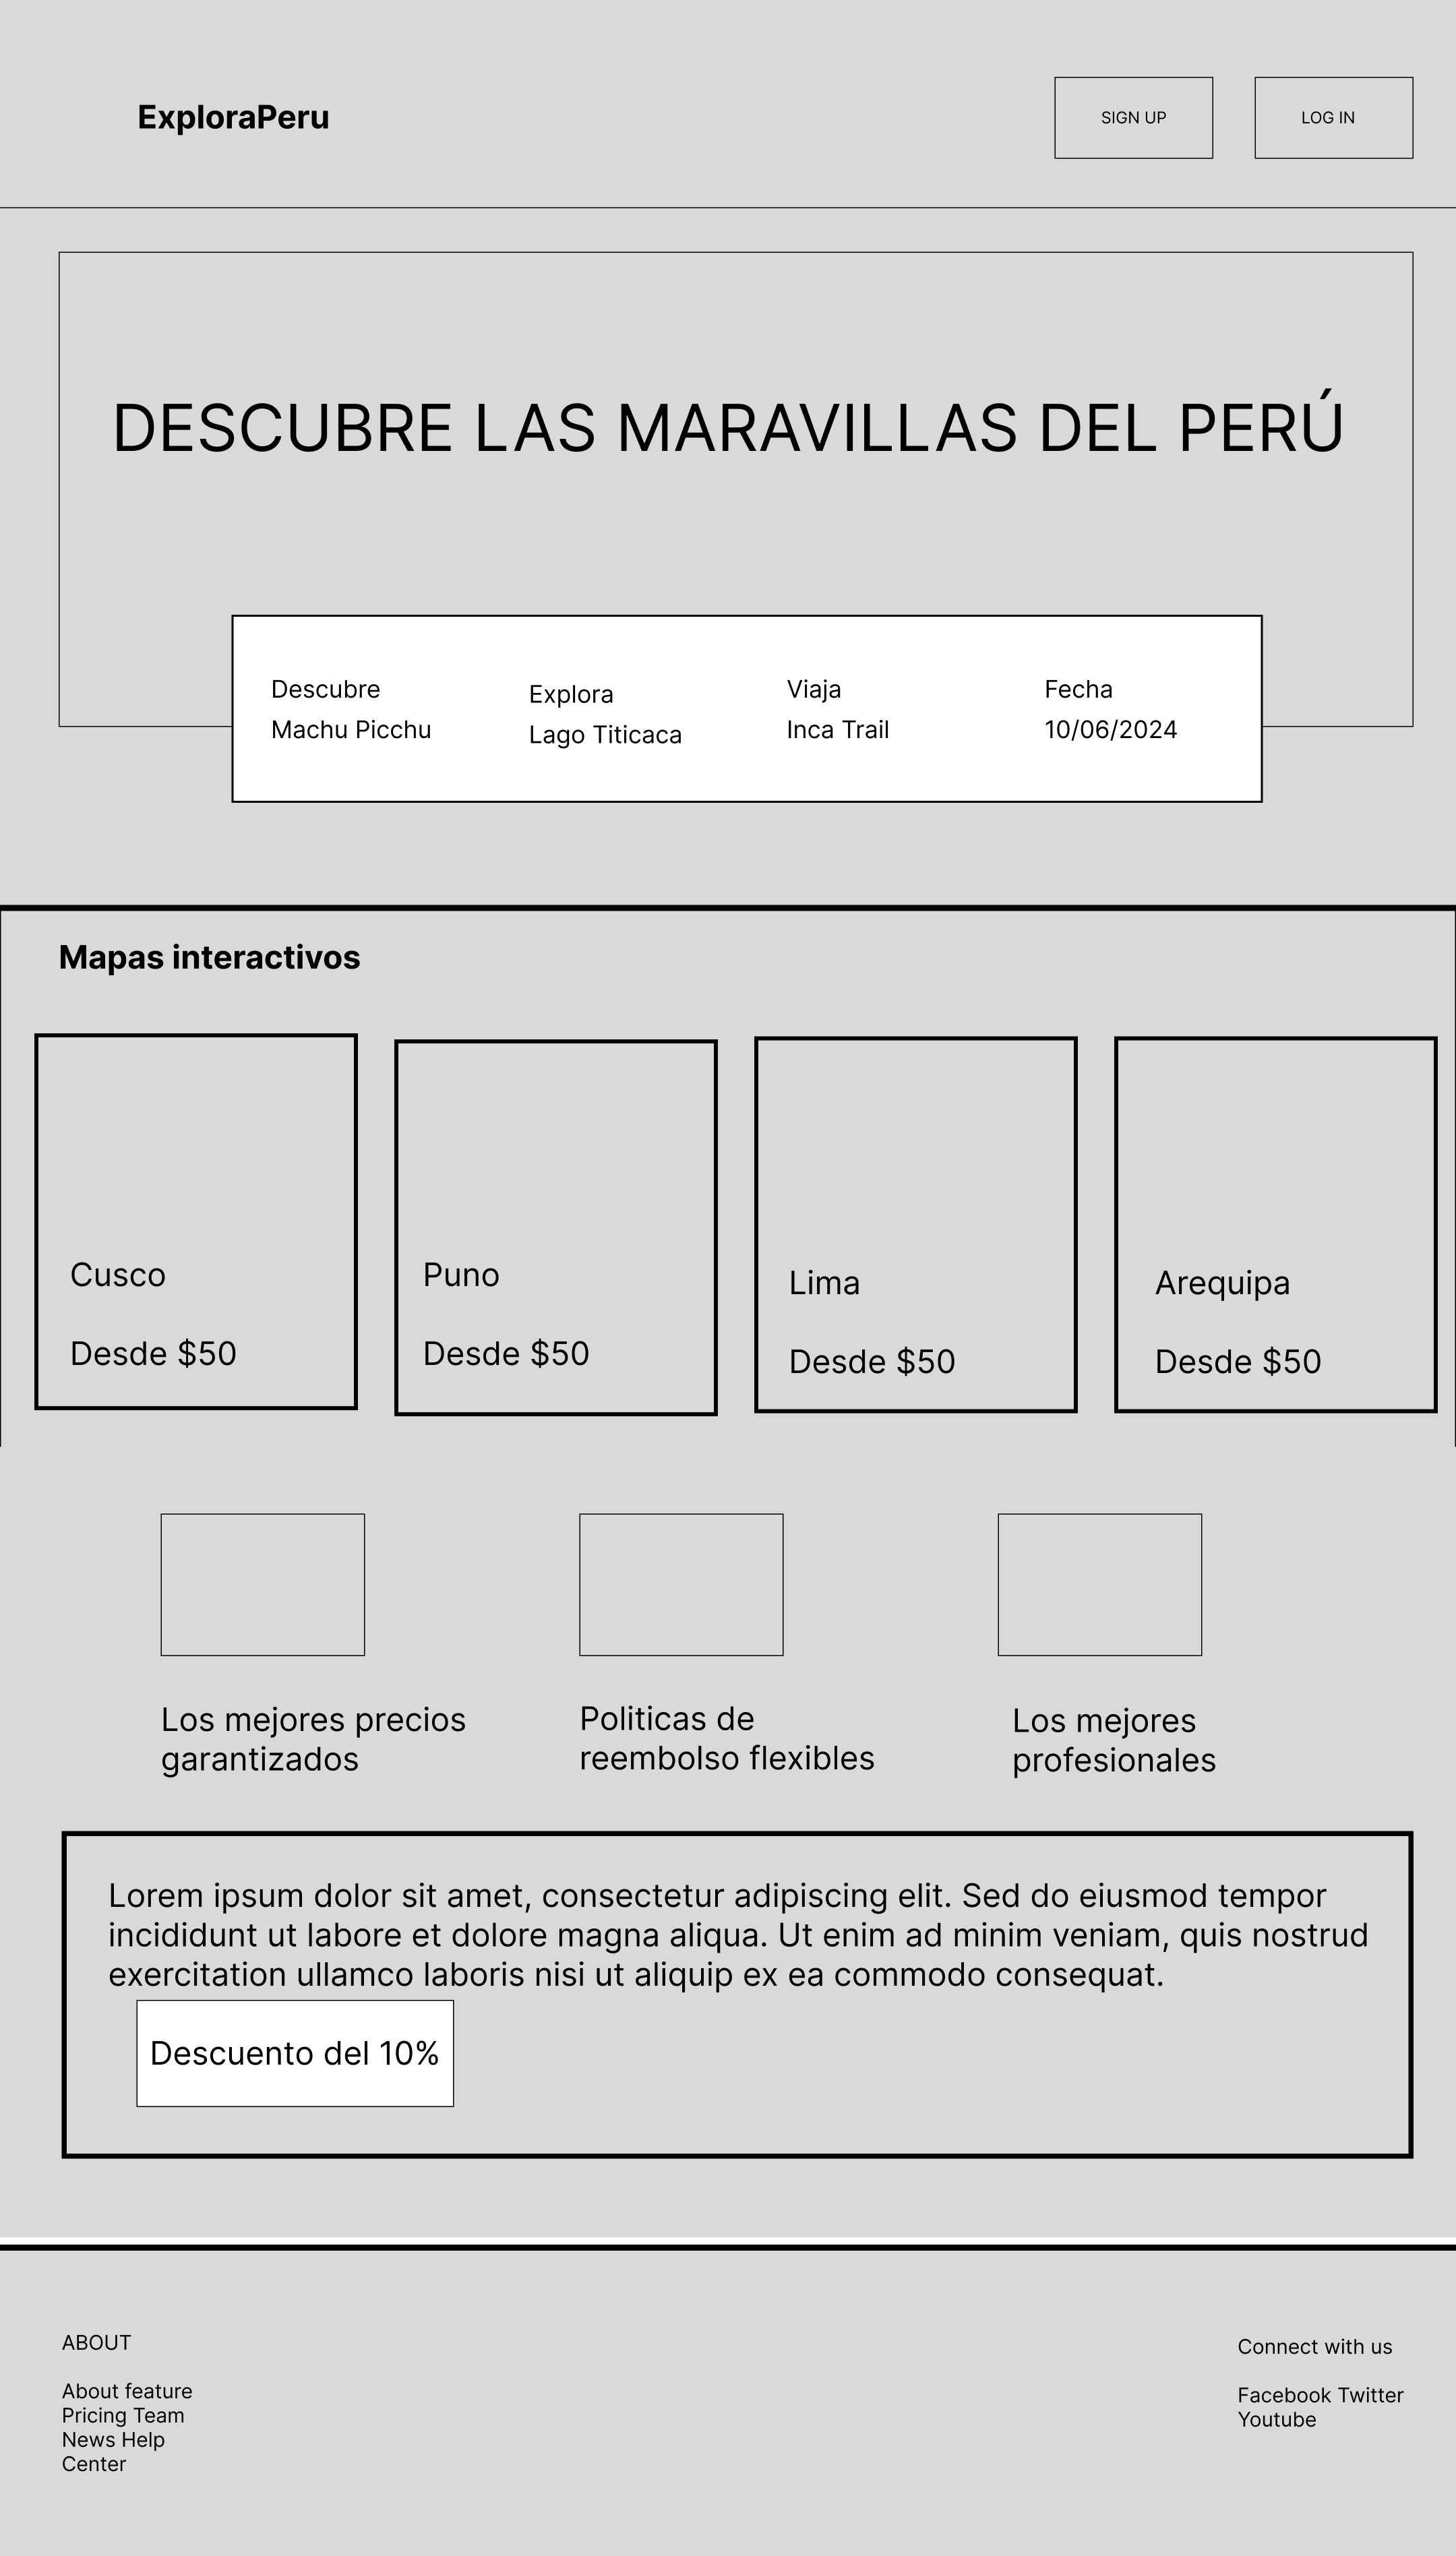 ExploraPeru
SIGN UP
LOG IN
DESCUBRE LAS MARAVILLAS DEL PERÚ
Descubre
Machu Picchu
Explora
Lago Titicaca
Viaja
Inca Trail
Fecha
10/06/2024
Mapas interactivos
Cusco
Desde $50
Puno
Desde $50
Lima
Desde $50
Arequipa
Desde $50
Los mejores precios
garantizados
Politicas de
reembolso flexibles
Los mejores
profesionales
Lorem ipsum dolor sit amet, consectetur adipiscing elit. Sed do eiusmod tempor
incididunt ut labore et dolore magna aliqua. Ut enim ad minim veniam, quis nostrud
exercitation ullamco laboris nisi ut aliquip ex ea commodo consequat.
Descuento del 10%
ABOUT
About feature
Pricing Team
News Help
Center
Connect with us
Facebook Twitter
Youtube